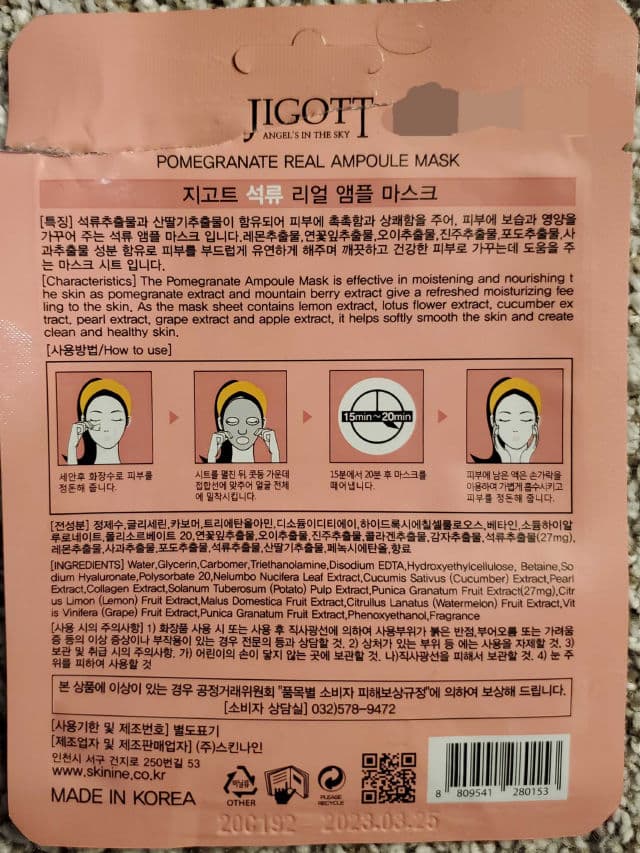 JIGOTT
ANGEL'S IN THE SKY
POMEGRANATE REAL AMPOULE MASK
지고트 석류 리얼 앰플 마스크
[특징] 석류추출물과 산딸기추출물이 함유되어 피부에 촉촉함과 상쾌함을 주어, 피부에 보습과 영양을
가꾸어 주는 석류 앰플 마스크 입니다.레몬추출물,연꽃잎추출물,오이추출물,진주추출물,포도추출물,사
과추출물 성분 함유로 피부를 부드럽게 유연하게 해주며 깨끗하고 건강한 피부로 가꾸는데 도움을 주
는 마스크 시트 입니다.
[Characteristics] The Pomegranate Ampoule Mask is effective in moistening and nourishing t
he skin as pomegranate extract and mountain berry extract give a refreshed moisturizing fee
ling to the skin. As the mask sheet contains lemon extract, lotus flower extract, cucumber ex
tract, pearl extract, grape extract and apple extract, it helps softly smooth the skin and create
clean and healthy skin.
[사용방법/How to use]
15min~20min
세안후 화장수로 피부를
정돈해 줍니다.
시트를 펼친 뒤, 콧등 가운데
접합선에 맞추어 얼굴 전체
에 밀착시킵니다.
15분에서 20분 후 마스크를
떼어냅니다.
피부에 남은 액은 손가락을
이용하여 가볍게 흡수시키고
피부를 정돈해 줍니다.
[전성분] 정제수,글리세린,카보머,트리에탄올아민,디소듐이디티에이,하이드록시에칠셀룰로오스,베타인,소듐하이알
루로네이트,폴리소르베이트 20,연꽃잎추출물,오이추출물,진주추출물,콜라겐추출물,감자추출물,석류추출물(27mg),
레몬추출물,사과추출물,포도추출물,석류추출물,산딸기추출물,페녹시에탄올,향료
[INGREDIENTS] Water,Glycerin,Carbomer,Triethanolamine,Disodium EDTA,Hydroxyethylcellulose, Betaine,So
dium Hyaluronate,Polysorbate 20,Nelumbo Nucifera Leaf Extract,Cucumis Sativus (Cucumber) Extract,Pearl
Extract,Collagen Extract,Solanum Tuberosum (Potato) Pulp Extract,Punica Granatum Fruit Extract(27mg),Citr
us Limon (Lemon) Fruit Extract,Malus Domestica Fruit Extract,Citrullus Lanatus (Watermelon) Fruit Extract,Vit
is Vinifera (Grape) Fruit Extract,Punica Granatum Fruit Extract,Phenoxyethanol,Fragrance
[사용 시의 주의사항] 1) 화장품 사용 시 또는 사용 후 직사광선에 의하여 사용부위가 붉은 반점,부어오름 또는 가려움
증 등의 이상 증상이나 부작용이 있는 경우 전문의 등과 상담할 것. 2) 상처가 있는 부위 등 에는 사용을 자제할 것. 3)
보관 및 취급 시의 주의사항. 가) 어린이의 손이 닿지 않는 곳에 보관할 것. 나)직사광선을 피해서 보관할 것. 4) 눈 주
위를 피하여 사용할 것
본 상품에 이상이 있는 경우 공정거래위원회 "품목별 소비자 피해보상규정"에 의하여 보상해 드립니다.
[소비자 상담실] 032)578-9472
[사용기한 및 제조번호] 별도표기
[제조업자 및 제조판매업자] (주)스킨나인
인천시 서구 건지로 250번길 53
www.skinine.co.kr
MADE IN KOREA
비닐류
OTHER
PLEASE
RECYCLE
8 809541 280153
20G192 2023.03.25